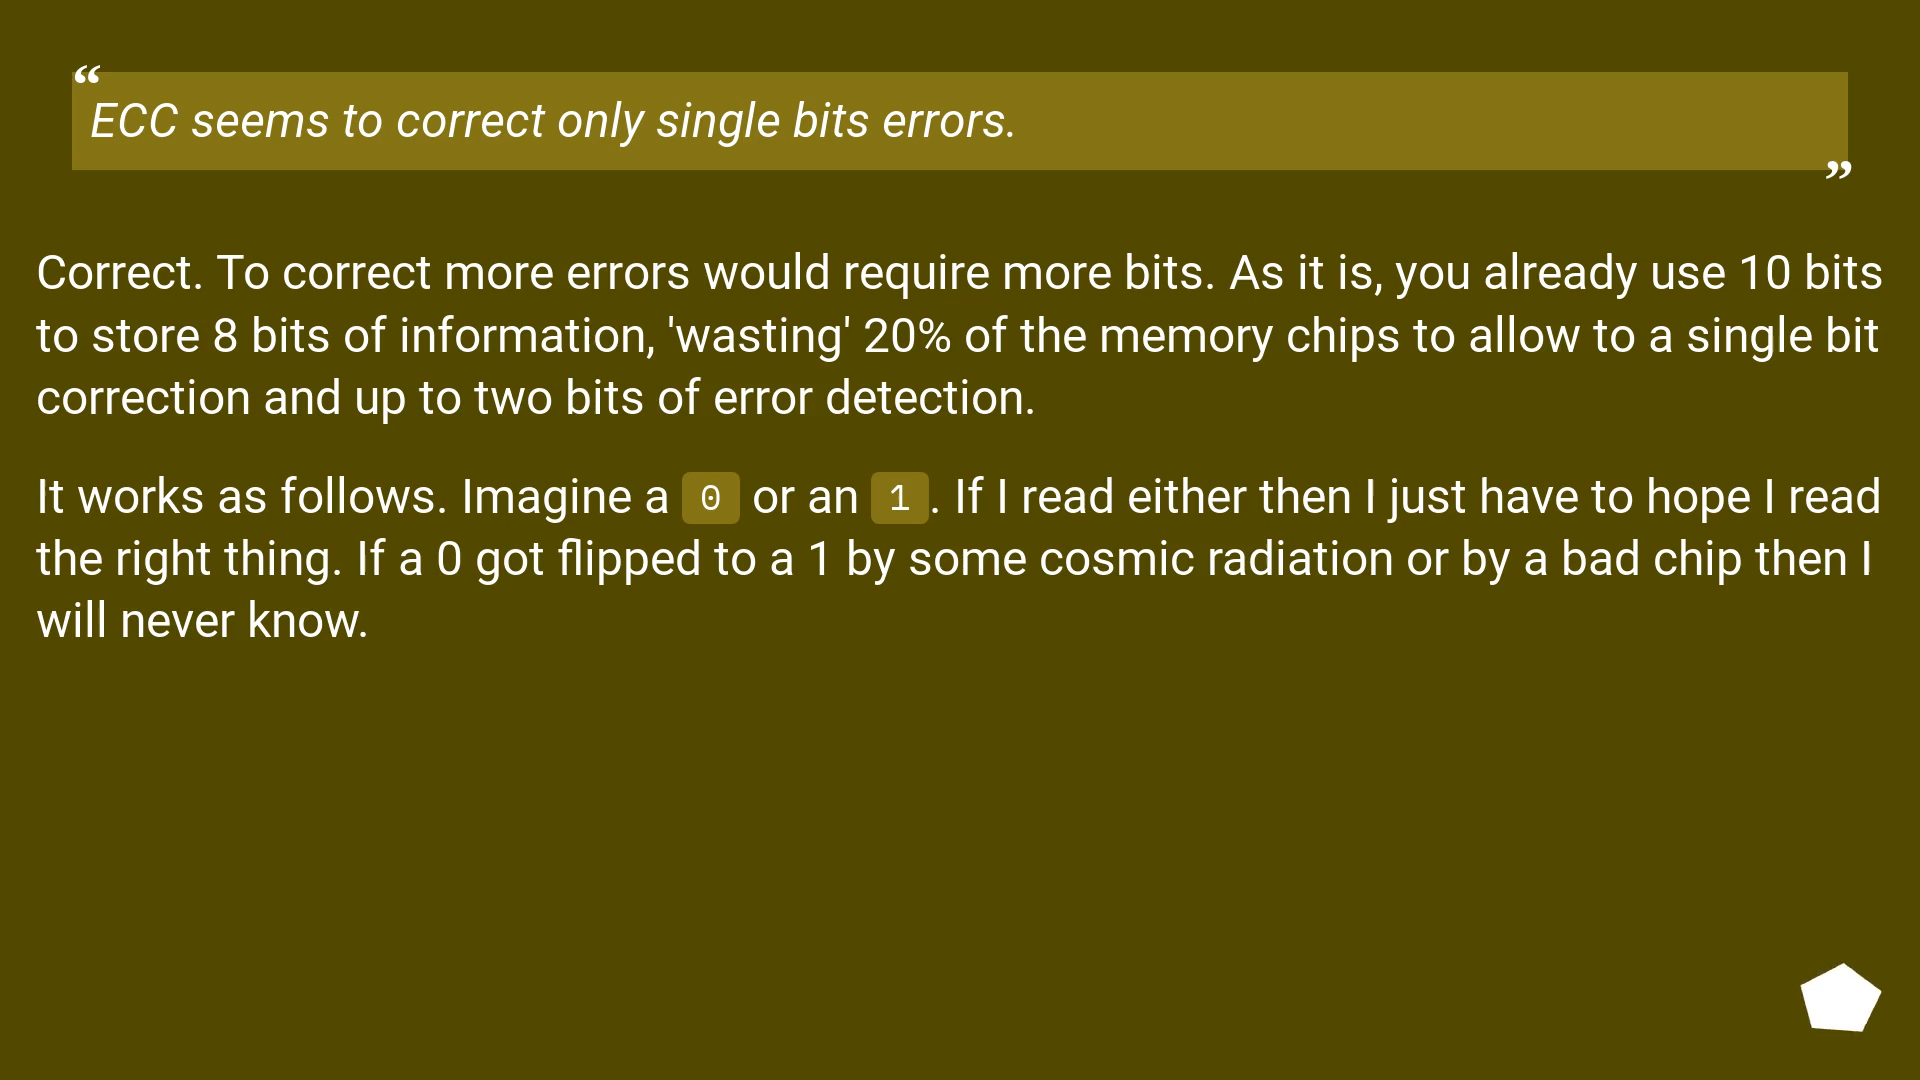 “
ECC seems to correct only single bits errors.
”
Correct. To correct more errors would require more bits. As it is, you already use 10 bits
to store 8 bits of information, 'wasting' 20% of the memory chips to allow to a single bit
correction and up to two bits of error detection.
It works as follows. Imagine a 0 or an 1. If I read either then I just have to hope I read
the right thing. If a 0 got flipped to a 1 by some cosmic radiation or by a bad chip then I
will never know.